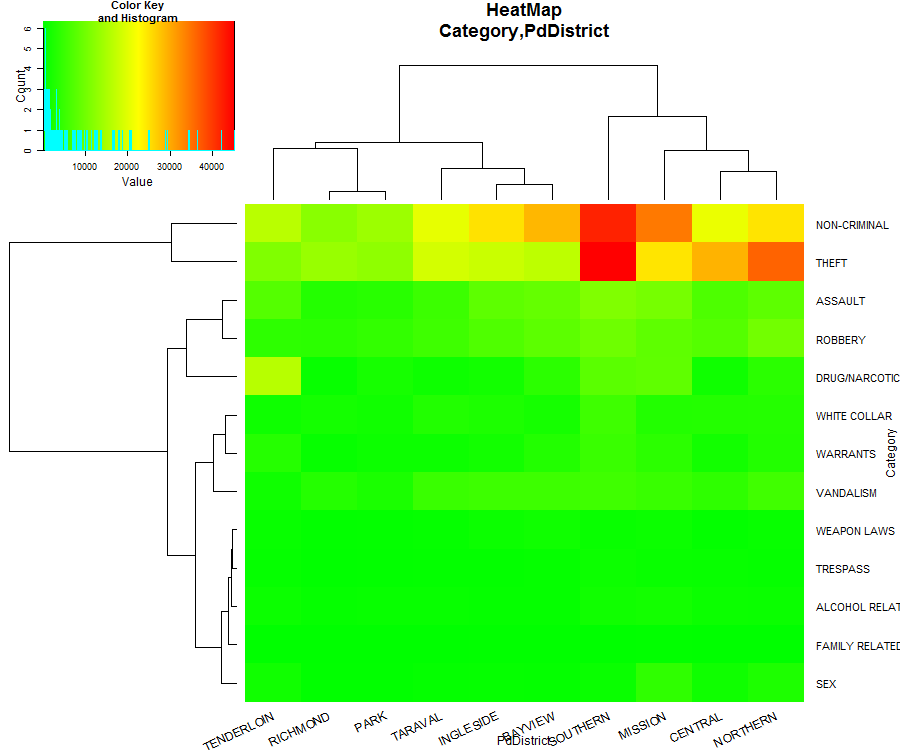 Color Key
and Histogram
HeatMap
Category,PdDistrict
Count
0 1 2 3 4 5 6
10000 20000 30000 40000
Value
NON-CRIMINAL
THEFT
ASSAULT
ROBBERY
DRUG/NARCOTIC
WHITE COLLAR
WARRANTS
VANDALISM
WEAPON LAWS
TRESPASS
ALCOHOL RELAT
FAMILY RELATED
SEX
Category
TENDERLOIN RICHMOND PARK TARAVAL INGLESIDE BAYVIEW SOUTHERN MISSION CENTRAL NORTHERN
PdDistrict